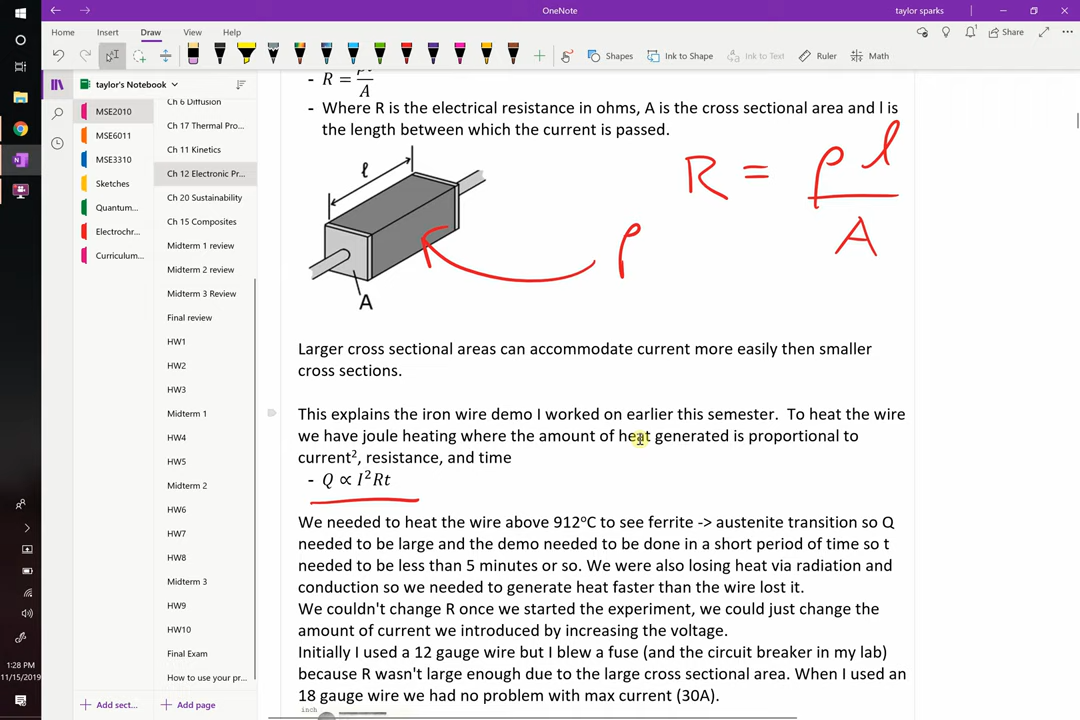 OneNote
taylor sparks
Home
Insert
Draw
View
Help
Share
Shapes
Ink to Shape
Ink to Text
Ruler
Math
taylor's Notebook
MSE2010
MSE6011
MSE3310
Sketches
Quantum...
Electrochr...
Curriculum...
Ch 6 Diffusion
Ch 17 Thermal Pro...
Ch 11 Kinetics
Ch 12 Electronic Pr...
Ch 20 Sustainability
Ch 15 Composites
Midterm 1 review
Midterm 2 review
Midterm 3 Review
Final review
HW1
HW2
HW3
Midterm 1
HW4
HW5
Midterm 2
HW6
HW7
HW8
Midterm 3
HW9
HW10
Final Exam
How to use your pr...
Add sect...
Add page
1:28 PM
11/15/2019
- R = ρl/A
- Where R is the electrical resistance in ohms, A is the cross sectional area and l is
the length between which the current is passed.
ℓ
A
R = ρ l / A
ρ
Larger cross sectional areas can accommodate current more easily then smaller
cross sections.
This explains the iron wire demo I worked on earlier this semester. To heat the wire
we have joule heating where the amount of heat generated is proportional to
current², resistance, and time
- Q ∝ I²Rt
We needed to heat the wire above 912°C to see ferrite -> austenite transition so Q
needed to be large and the demo needed to be done in a short period of time so t
needed to be less than 5 minutes or so. We were also losing heat via radiation and
conduction so we needed to generate heat faster than the wire lost it.
We couldn't change R once we started the experiment, we could just change the
amount of current we introduced by increasing the voltage.
Initially I used a 12 gauge wire but I blew a fuse (and the circuit breaker in my lab)
because R wasn't large enough due to the large cross sectional area. When I used an
18 gauge wire we had no problem with max current (30A).
inch